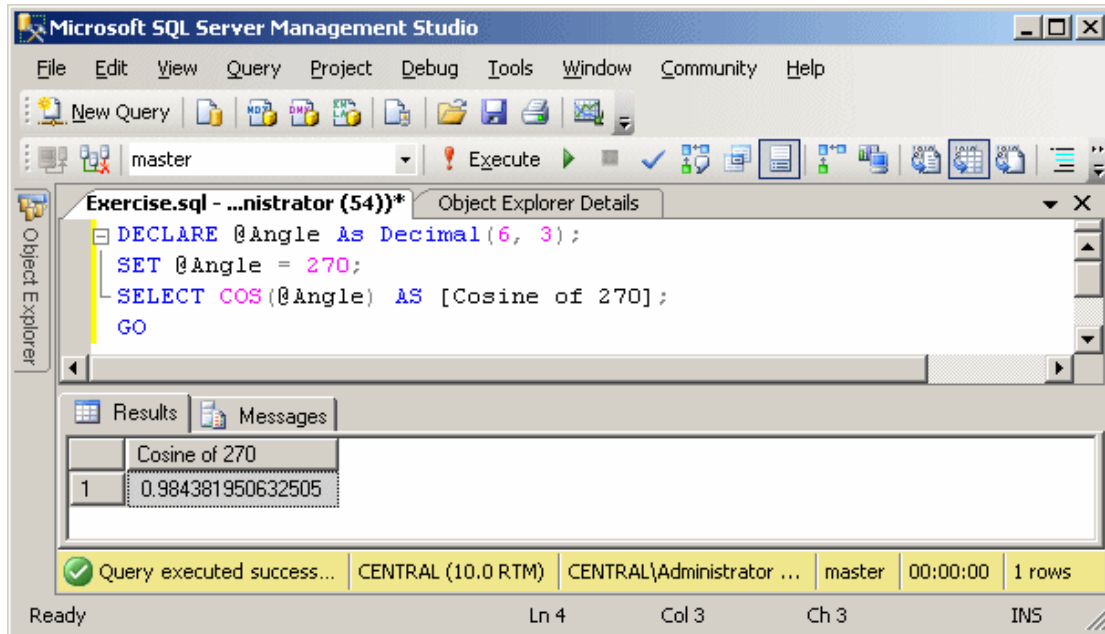 Microsoft SQL Server Management Studio
File Edit View Query Project Debug Tools Window Community Help
New Query
master Execute
Exercise.sql - ...nistrator (54))* Object Explorer Details
Object Explorer
DECLARE @Angle As Decimal(6, 3);
SET @Angle = 270;
SELECT COS(@Angle) AS [Cosine of 270];
GO
Results Messages
Cosine of 270
1 0.984381950632505
Query executed success... CENTRAL (10.0 RTM) CENTRAL\Administrator ... master 00:00:00 1 rows
Ready Ln 4 Col 3 Ch 3 INS